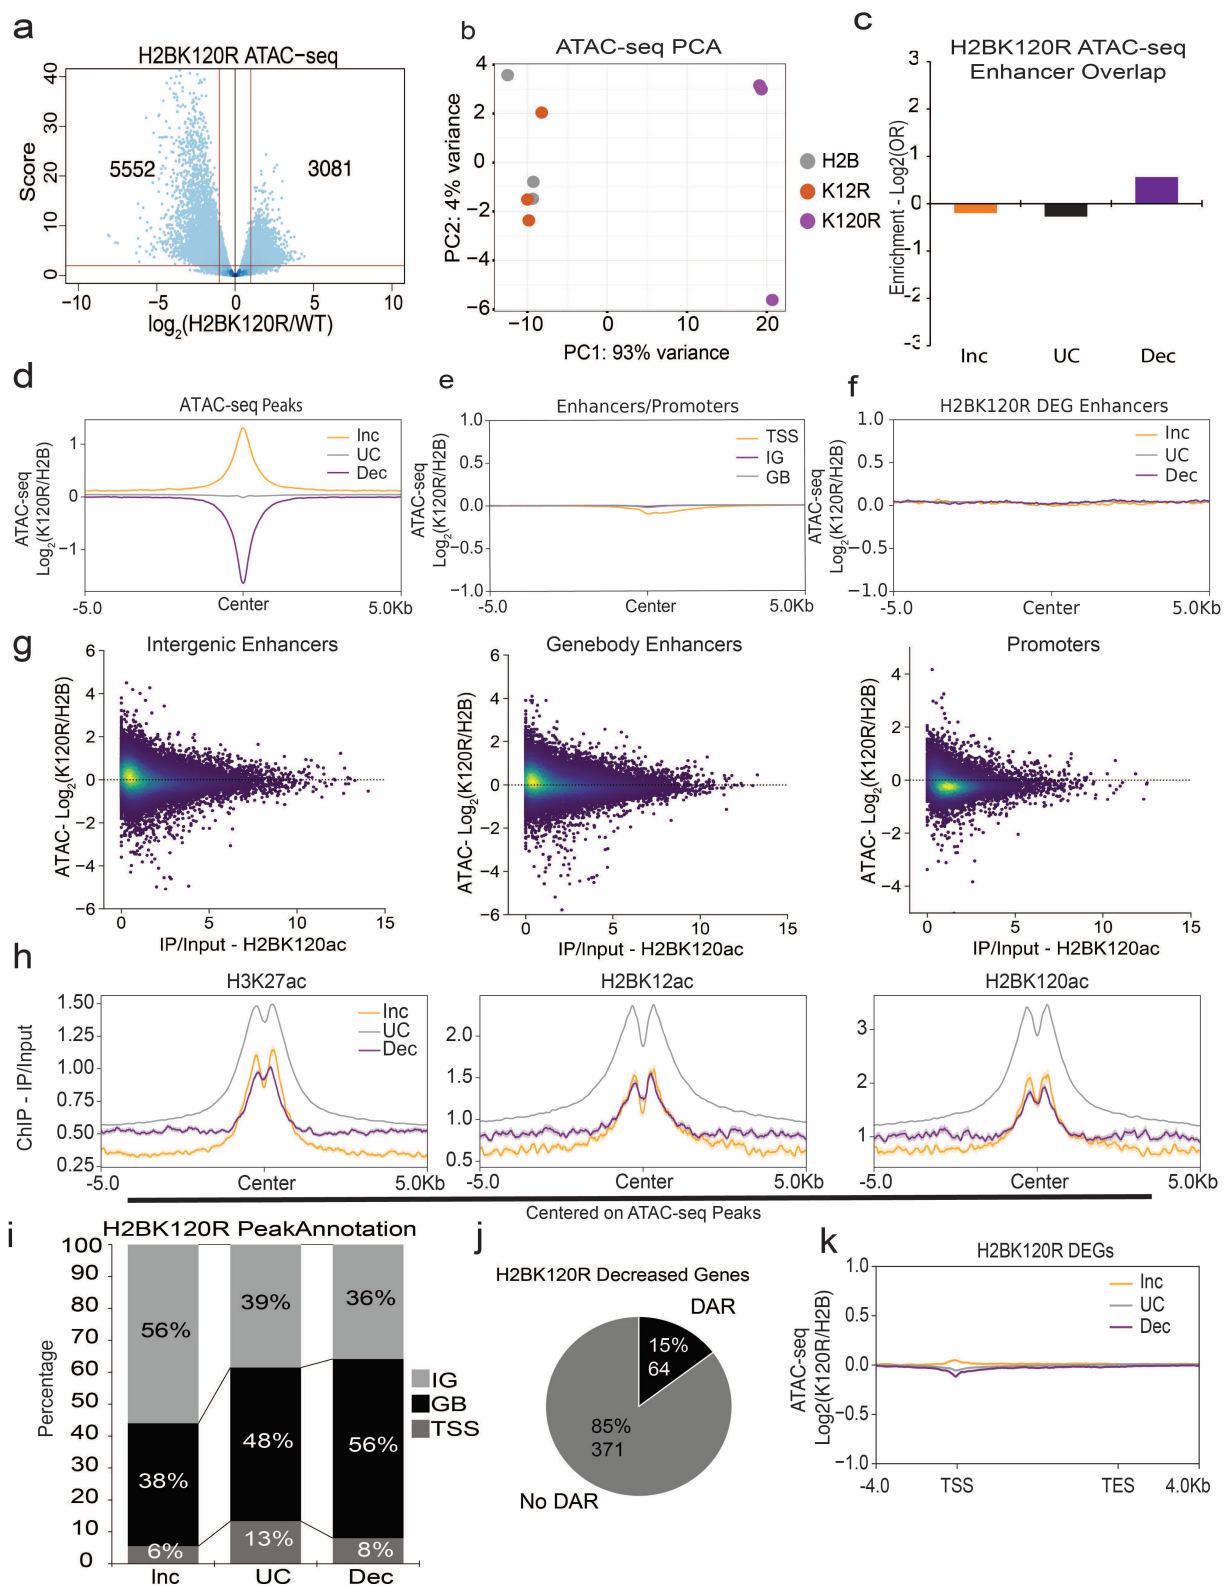 a
H2BK120R ATAC−seq
40
30
20
10
0
Score
5552
3081
−10
−5
0
5
10
log2(H2BK120R/WT)
b
ATAC-seq PCA
4
2
0
−2
−4
−6
PC2: 4% variance
−10
0
10
20
PC1: 93% variance
H2B
K12R
K120R
c
H2BK120R ATAC-seq
Enhancer Overlap
3
2
1
0
-1
-2
-3
Enrichment - Log2(OR)
Inc
UC
Dec
d
ATAC-seq Peaks
ATAC-seq
Log2(K120R/H2B)
1
0
−1
Inc
UC
Dec
-5.0
Center
5.0Kb
e
Enhancers/Promoters
ATAC-seq
Log2(K120R/H2B)
1.0
0.5
0.0
−0.5
−1.0
TSS
IG
GB
-5.0
Center
5.0Kb
f
H2BK120R DEG Enhancers
ATAC-seq
Log2(K120R/H2B)
1.0
0.5
0.0
−0.5
−1.0
Inc
UC
Dec
-5.0
Center
5.0Kb
g
Intergenic Enhancers
ATAC- Log2(K120R/H2B)
6
4
2
0
−2
−4
−6
0
5
10
15
IP/Input - H2BK120ac
Genebody Enhancers
ATAC- Log2(K120R/H2B)
6
4
2
0
−2
−4
−6
0
5
10
15
IP/Input - H2BK120ac
Promoters
ATAC- Log2(K120R/H2B)
4
2
0
−2
−4
0
5
10
15
IP/Input - H2BK120ac
h
ChIP - IP/Input
H3K27ac
1.50
1.25
1.00
0.75
0.50
0.25
Inc
UC
Dec
-5.0
Center
5.0Kb
H2BK12ac
2.0
1.5
1.0
0.5
-5.0
Center
5.0Kb
H2BK120ac
3
2
1
-5.0
Center
5.0Kb
Centered on ATAC-seq Peaks
i
H2BK120R PeakAnnotation
Percentage
100
90
80
70
60
50
40
30
20
10
0
56%
38%
6%
39%
48%
13%
36%
56%
8%
Inc
UC
Dec
IG
GB
TSS
j
H2BK120R Decreased Genes
DAR
15%
64
85%
371
No DAR
k
H2BK120R DEGs
ATAC-seq
Log2(K120R/H2B)
1.0
0.5
0.0
−0.5
−1.0
Inc
UC
Dec
-4.0
TSS
TES
4.0Kb